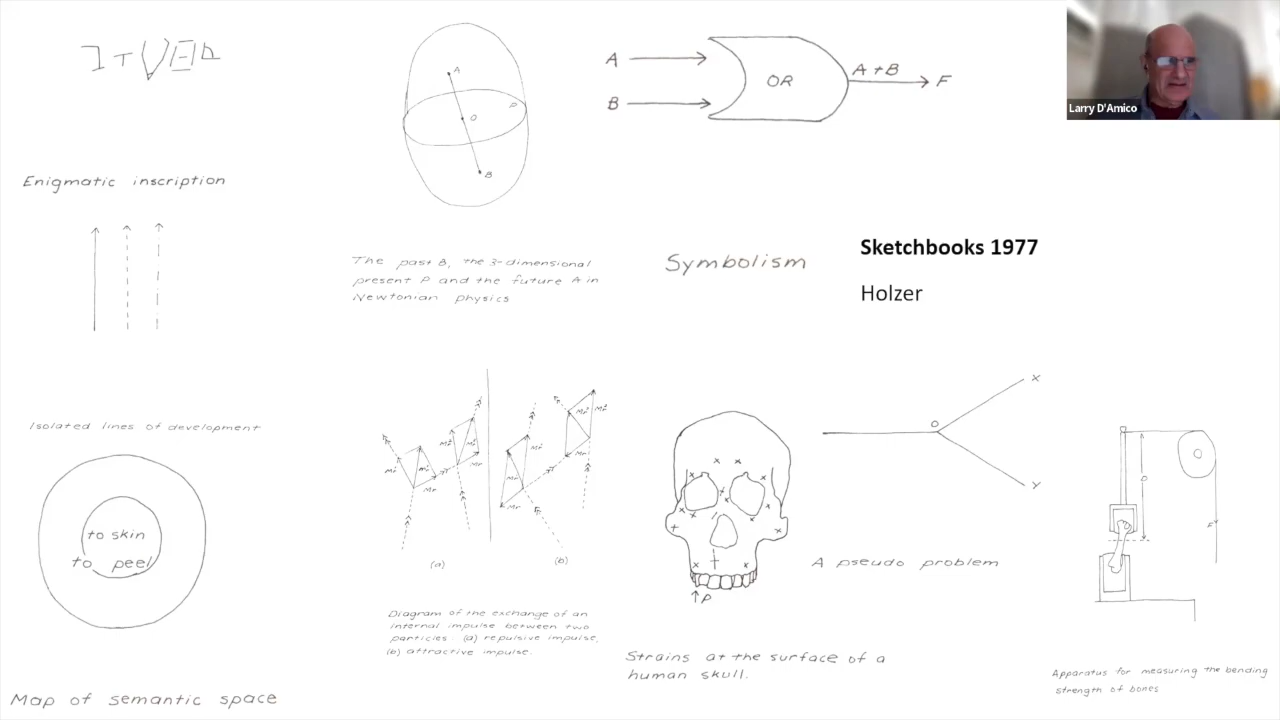 A
B
OR
A+B
F
Larry D'Amico
A
O
P
B
Enigmatic inscription
The past B, the 3-dimensional
present P and the future A in
Newtonian physics
Symbolism
Sketchbooks 1977
Holzer
Isolated lines of development
to skin
to peel
Map of semantic space
Mr
Mr
(a)
(b)
Diagram of the exchange of an
internal impulse between two
particles: (a) repulsive impulse,
(b) attractive impulse.
P
Strains at the surface of a
human skull.
O
X
Y
A pseudo problem
Apparatus for measuring the bending
strength of bones